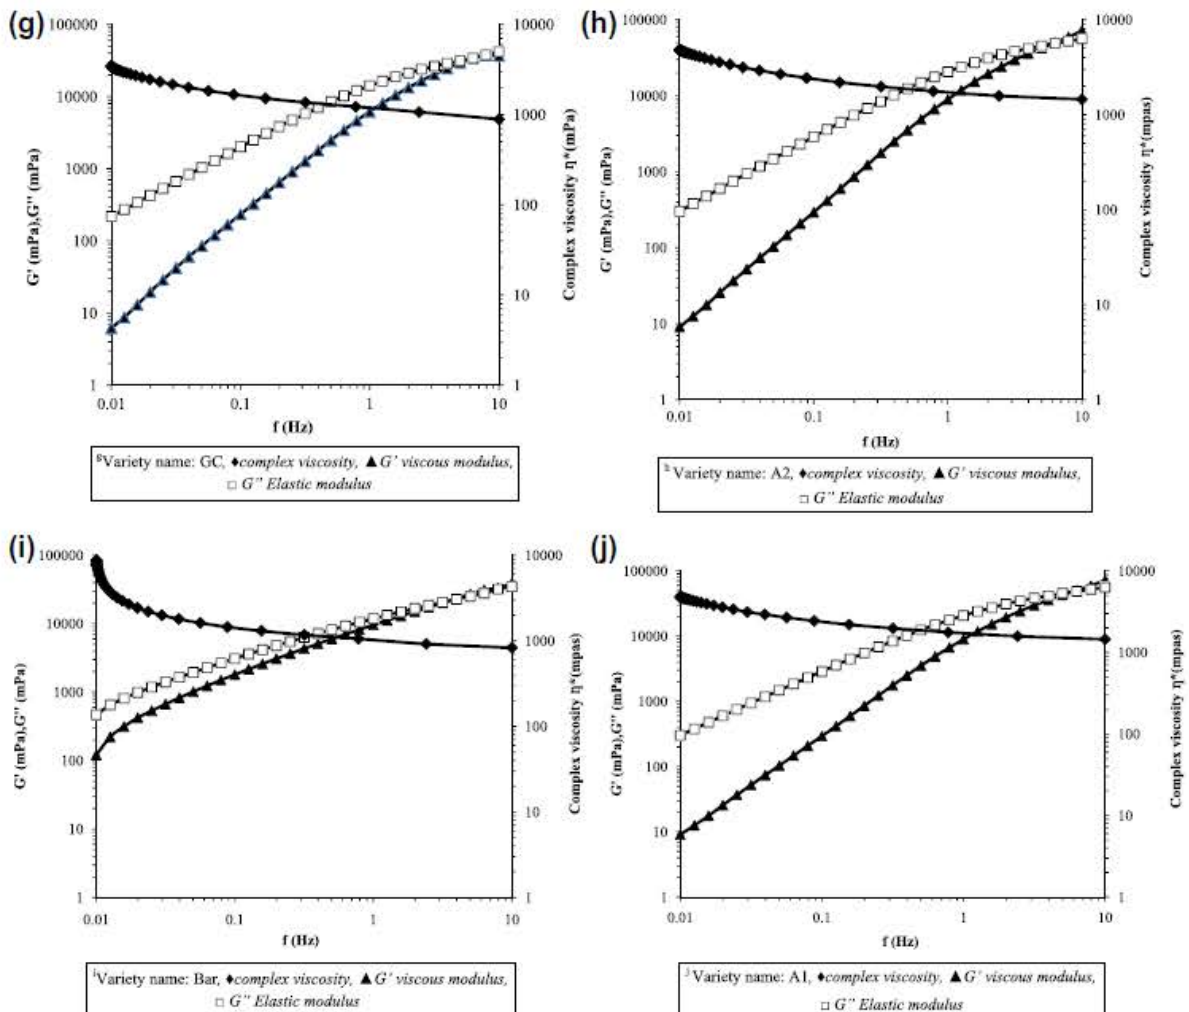 (g)
100000
10000
1000
100
10
1
G' (mPa),G'' (mPa)
10000
1000
100
10
1
Complex viscosity η*(mPa)
0.01 0.1 1 10
f (Hz)
gVariety name: GC, ♦complex viscosity, ▲ G' viscous modulus,
□ G'' Elastic modulus
(h)
100000
10000
1000
100
10
1
G' (mPa),G'' (mPa)
10000
1000
100
10
1
Complex viscosity η*(mpas)
0.01 0.1 1 10
f (Hz)
hVariety name: A2, ♦complex viscosity, ▲ G' viscous modulus,
□ G'' Elastic modulus
(i)
100000
10000
1000
100
10
1
G' (mPa),G'' (mPa)
10000
1000
100
10
1
Complex viscosity η*(mpas)
0.01 0.1 1 10
f (Hz)
iVariety name: Bar, ♦complex viscosity, ▲ G' viscous modulus,
□ G'' Elastic modulus
(j)
100000
10000
1000
100
10
1
G' (mPa),G'' (mPa)
10000
1000
100
10
1
Complex viscosity η*(mpas)
0.01 0.1 1 10
f (Hz)
jVariety name: A1, ♦complex viscosity, ▲ G' viscous modulus,
□ G'' Elastic modulus